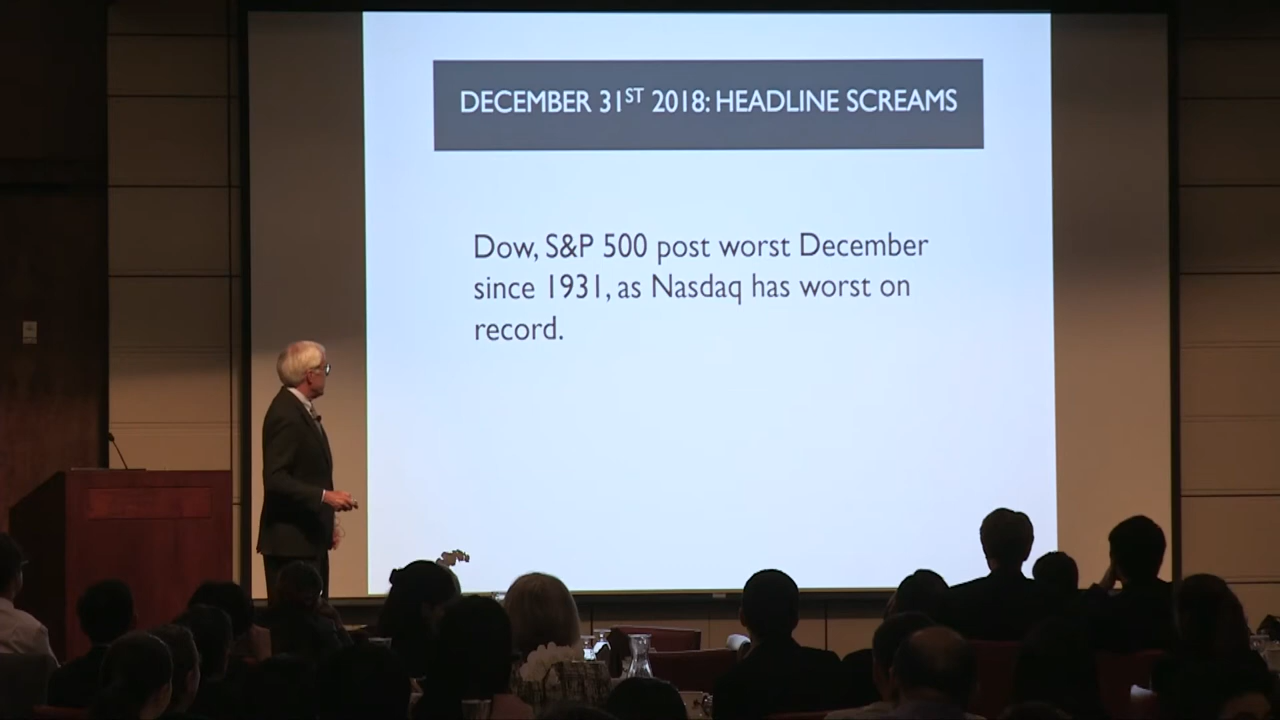 DECEMBER 31ST 2018: HEADLINE SCREAMS
Dow, S&P 500 post worst December
since 1931, as Nasdaq has worst on
record.